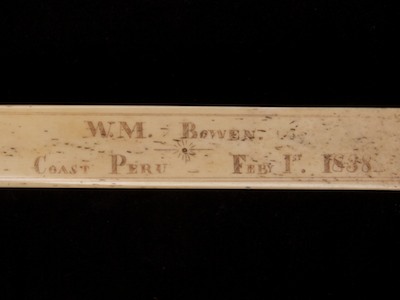 W.M. BOWEN.
COAST PERU FEBY 1st. 1838